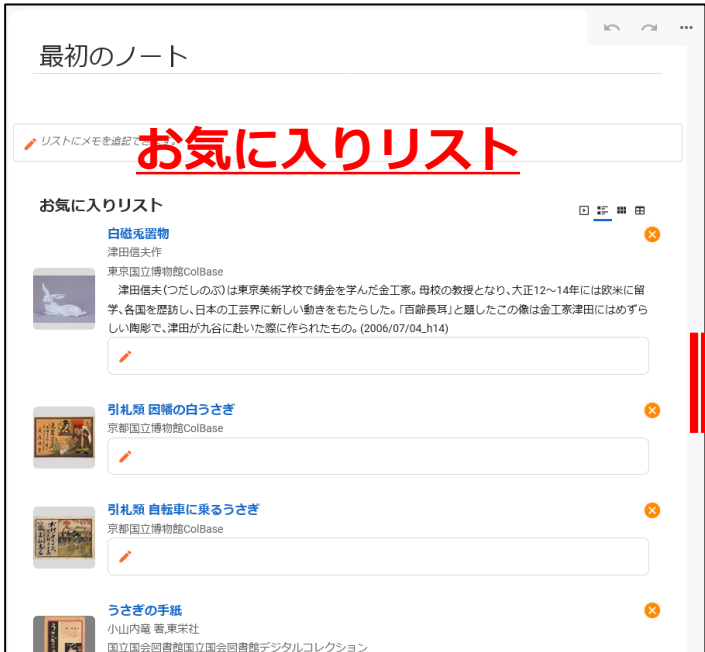 最初のノート
リストにメモを追記で
お気に入りリスト
お気に入りリスト
白磁兎置物
津田信夫作
東京国立博物館ColBase
津田信夫（つだしのぶ）は東京美術学校で鋳金を学んだ金工家。母校の教授となり、大正12～14年には欧米に留
学、各国を歴訪し、日本の工芸界に新しい動きをもたらした。「百齢長耳」と題したこの像は金工家津田にはめずら
しい陶彫で、津田が九谷に赴いた際に作られたもの。(2006/07/04_h14)
引札類 因幡の白うさぎ
京都国立博物館ColBase
引札類 自転車に乗るうさぎ
京都国立博物館ColBase
うさぎの手紙
小山内竜 著,東栄社
国立国会図書館国立国会図書館デジタルコレクション